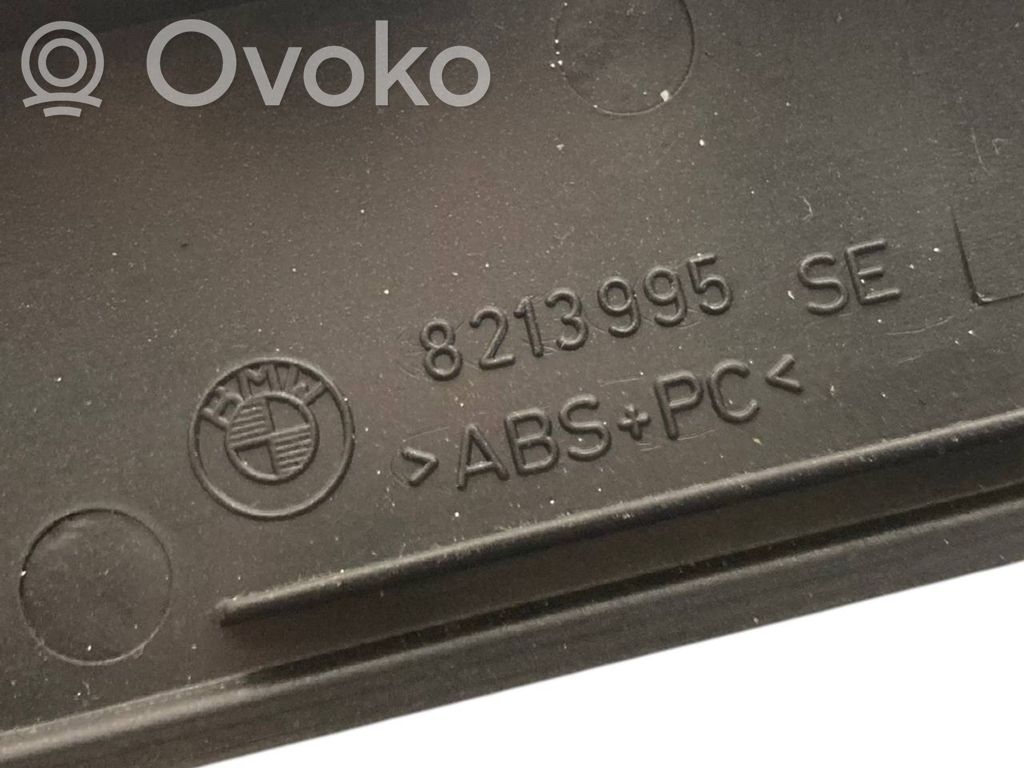 Ovoko
8213995 SE
BMW
>ABS+PC<